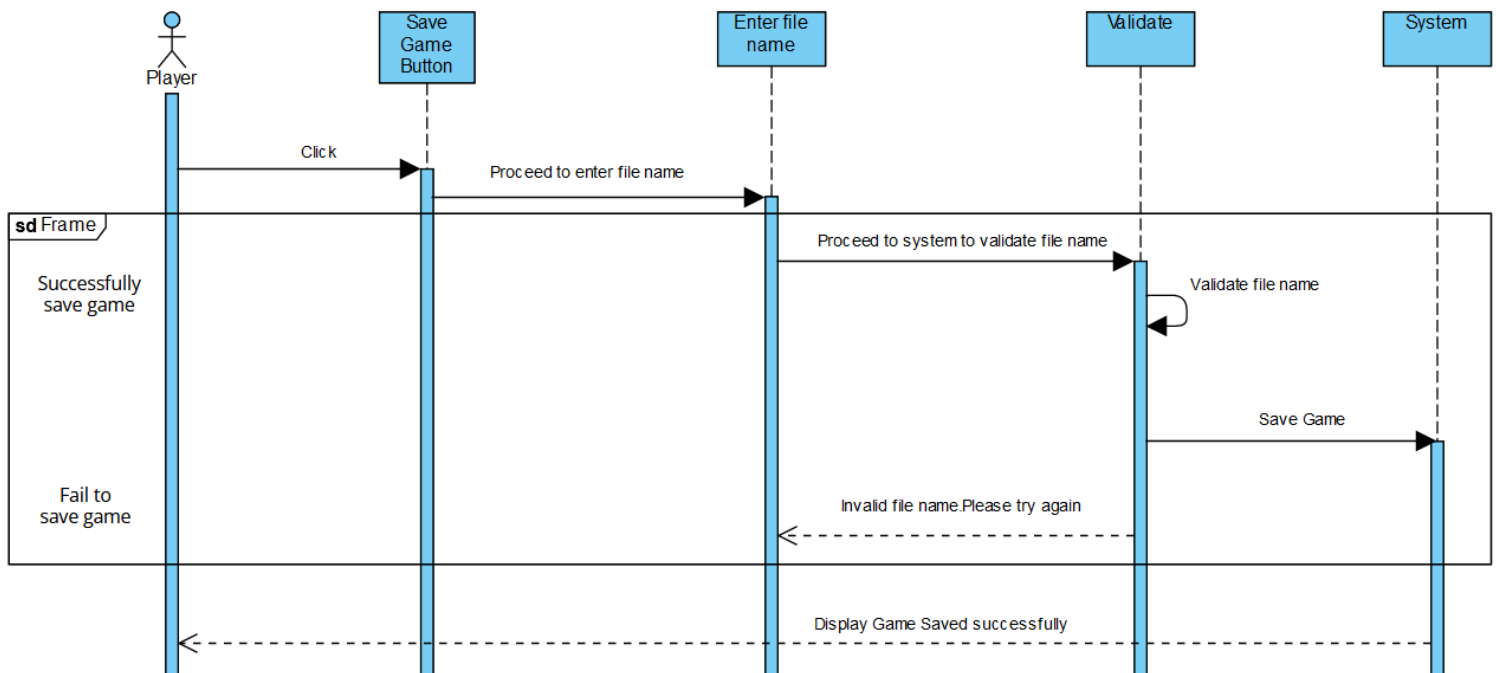 Player
Save
Game
Button
Enter file
name
Validate
System
Click
Proceed to enter file name
sd Frame
Proceed to system to validate file name
Successfully
save game
Validate file name
Save Game
Fail to
save game
Invalid file name.Please try again
Display Game Saved successfully